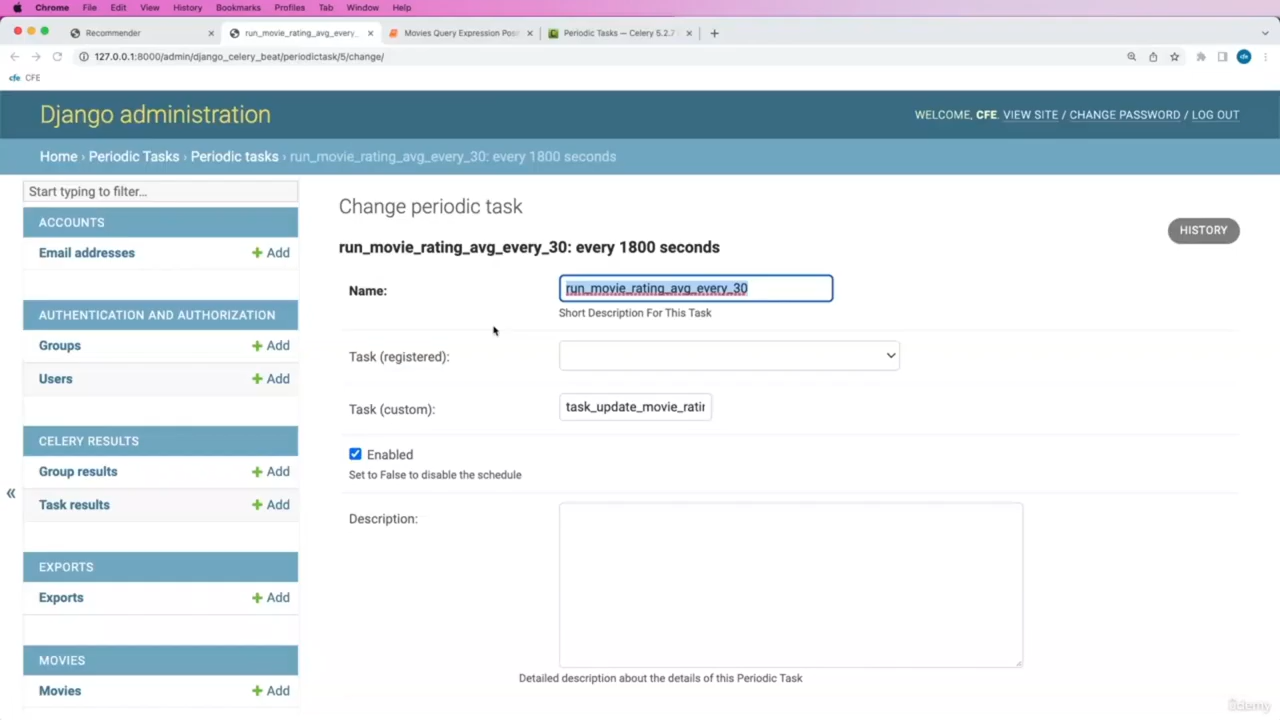 Chrome File Edit View History Bookmarks Profiles Tab Window Help
Recommender
run_movie_rating_avg_every_
Movies Query Expression Pos
Periodic Tasks — Celery 5.2.7
127.0.0.1:8000/admin/django_celery_beat/periodictask/5/change/
cfe
cfe CFE
Django administration
WELCOME, CFE. VIEW SITE / CHANGE PASSWORD / LOG OUT
Home › Periodic Tasks › Periodic tasks › run_movie_rating_avg_every_30: every 1800 seconds
Start typing to filter...
ACCOUNTS
Email addresses + Add
AUTHENTICATION AND AUTHORIZATION
Groups + Add
Users + Add
CELERY RESULTS
Group results + Add
Task results + Add
EXPORTS
Exports + Add
MOVIES
Movies + Add
«
Change periodic task
HISTORY
run_movie_rating_avg_every_30: every 1800 seconds
Name: run_movie_rating_avg_every_30
Short Description For This Task
Task (registered):
Task (custom): task_update_movie_ratin
Enabled
Set to False to disable the schedule
Description:
Detailed description about the details of this Periodic Task
ûdemy